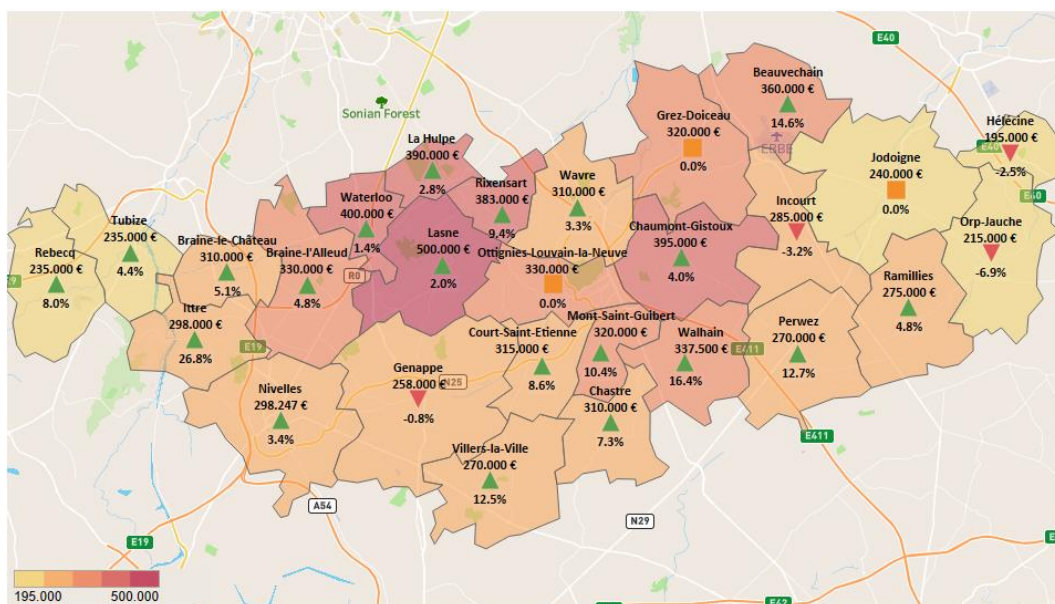 E40
Beauvechain
360.000 €
14.6%
Sonian Forest
Grez-Doiceau
320.000 €
0.0%
Hélécine
195.000 €
-2.5%
E40
La Hulpe
390.000 €
2.8%
Jodoigne
240.000 €
0.0%
Rixensart
383.000 €
9.4%
Wavre
310.000 €
3.3%
E40
Waterloo
400.000 €
1.4%
Incourt
285.000 €
-3.2%
Tubize
235.000 €
4.4%
Orp-Jauche
215.000 €
-6.9%
Lasne
500.000 €
2.0%
Chaumont-Gistoux
395.000 €
4.0%
Braine-le-Château
310.000 €
5.1%
Rebecq
235.000 €
8.0%
Braine-l'Alleud
330.000 €
4.8%
R0
Ottignies-Louvain-la-Neuve
330.000 €
0.0%
Ramillies
275.000 €
4.8%
Ittre
298.000 €
26.8%
Mont-Saint-Guibert
320.000 €
10.4%
Perwez
270.000 €
12.7%
Court-Saint-Etienne
315.000 €
8.6%
Walhain
337.500 €
16.4%
E411
E19
Genappe
258.000 €
-0.8%
N25
Nivelles
298.247 €
3.4%
Chastre
310.000 €
7.3%
E411
Villers-la-Ville
270.000 €
12.5%
A54
N29
E19
195.000
500.000
E42